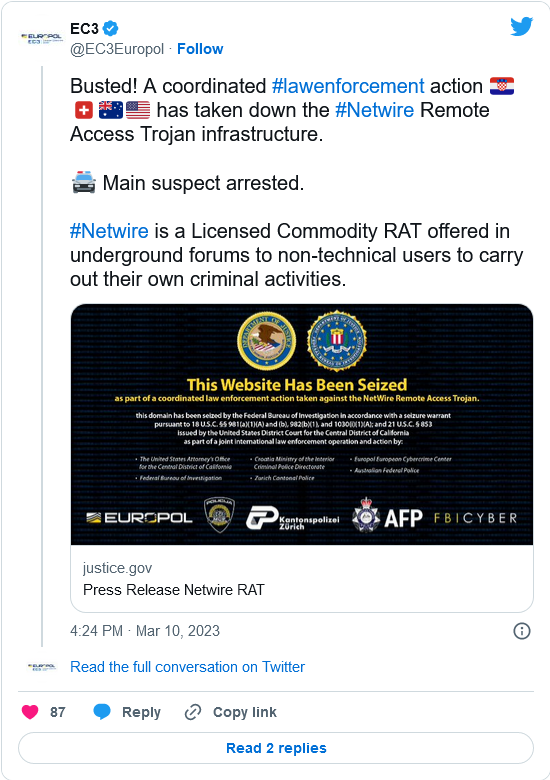 EC3
@EC3Europol · Follow
Busted! A coordinated #lawenforcement action
has taken down the #Netwire Remote
Access Trojan infrastructure.
Main suspect arrested.
#Netwire is a Licensed Commodity RAT offered in
underground forums to non-technical users to carry
out their own criminal activities.
This Website Has Been Seized
as part of a coordinated law enforcement action taken against the NetWire Remote Access Trojan.
this domain has been seized by the Federal Bureau of Investigation in accordance with a seizure warrant
pursuant to 18 U.S.C. §§ 981(a)(1)(A) and (b), 982(b)(1), and 1030(i)(1)(A); and 21 U.S.C. § 853
issued by the United States District Court for the Central District of California
as part of a joint international law enforcement operation and action by:
• The United States Attorney's Office
for the Central District of California
• Federal Bureau of Investigation
• Croatia Ministry of the Interior
Criminal Police Directorate
• Zurich Cantonal Police
• Europol European Cybercrime Center
• Australian Federal Police
EUROPOL
POLICIJA
Kantonspolizei
Zürich
AFP
FBICYBER
justice.gov
Press Release Netwire RAT
4:24 PM · Mar 10, 2023
Read the full conversation on Twitter
87
Reply
Copy link
Read 2 replies